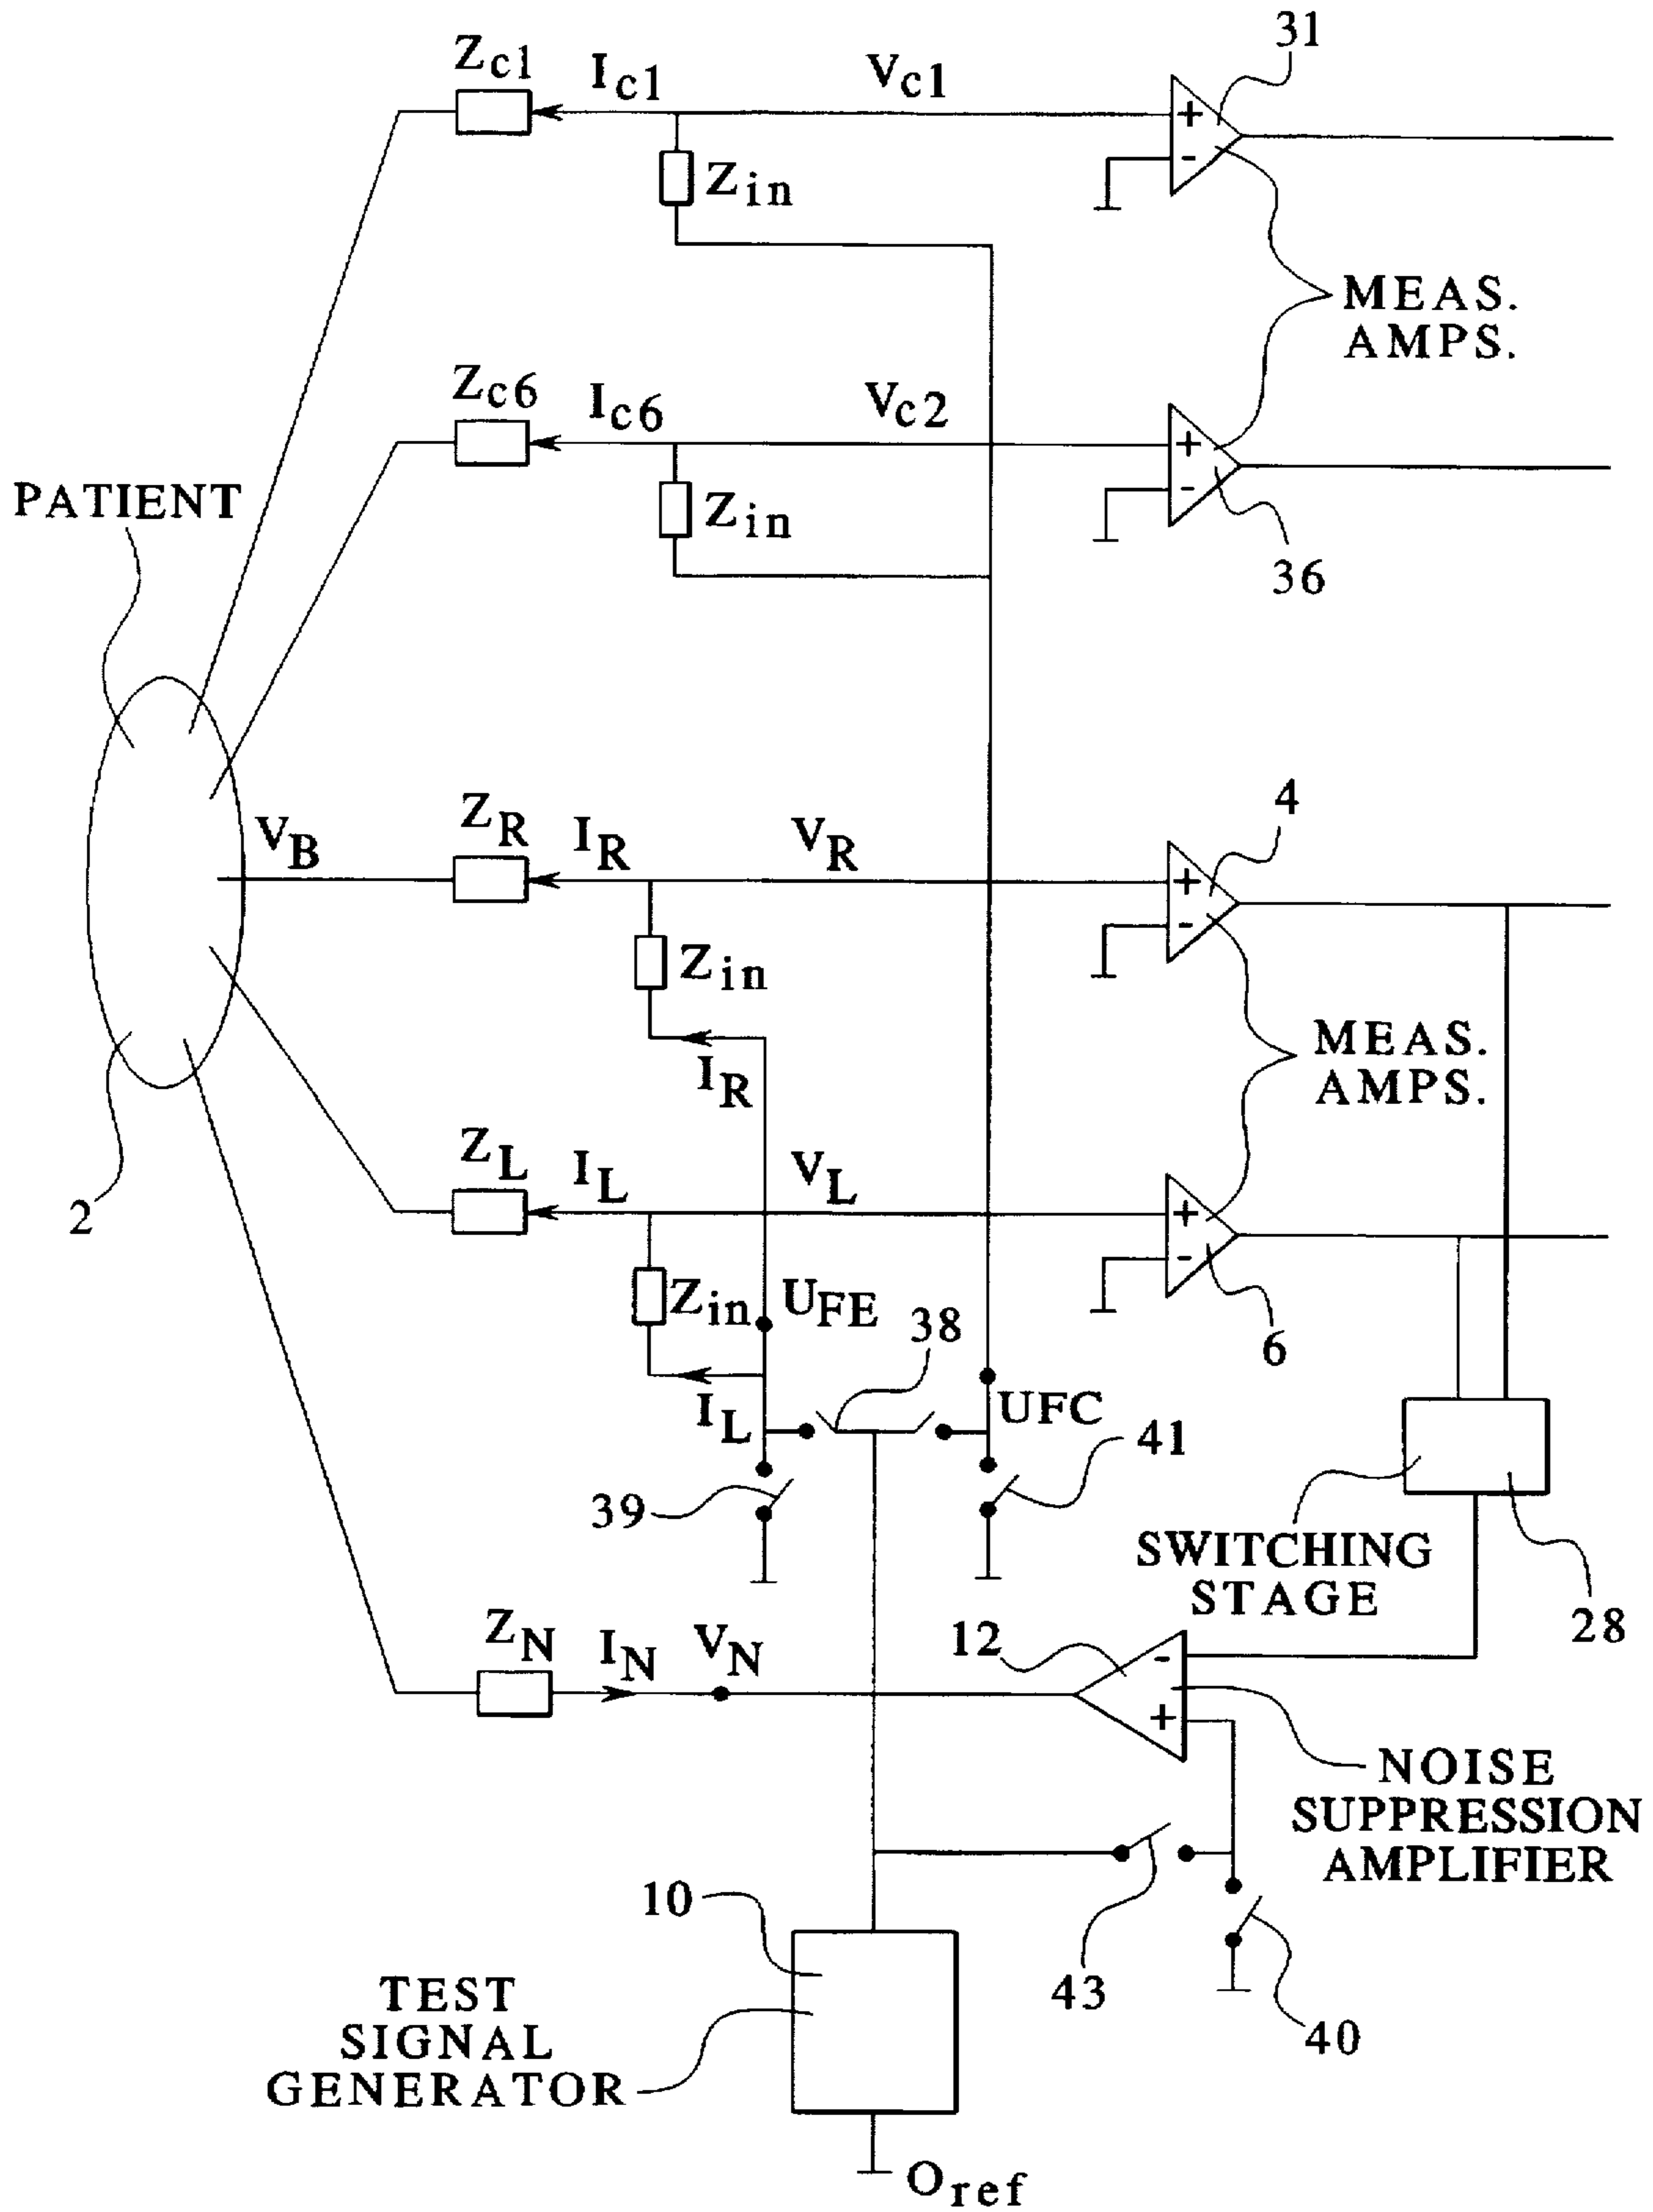 31
Zc1
Ic1
Vc1
+
-
Zin
MEAS.
AMPS.
Zc6
Ic6
Vc2
+
-
PATIENT
Zin
36
4
VB
ZR
IR
VR
+
-
Zin
MEAS.
AMPS.
IR
ZL
IL
VL
+
-
2
Zin
UFE
38
6
IL
UFC
41
39
SWITCHING
STAGE
28
ZN
IN
VN
12
-
+
NOISE
SUPPRESSION
AMPLIFIER
10
43
40
TEST
SIGNAL
GENERATOR
Oref